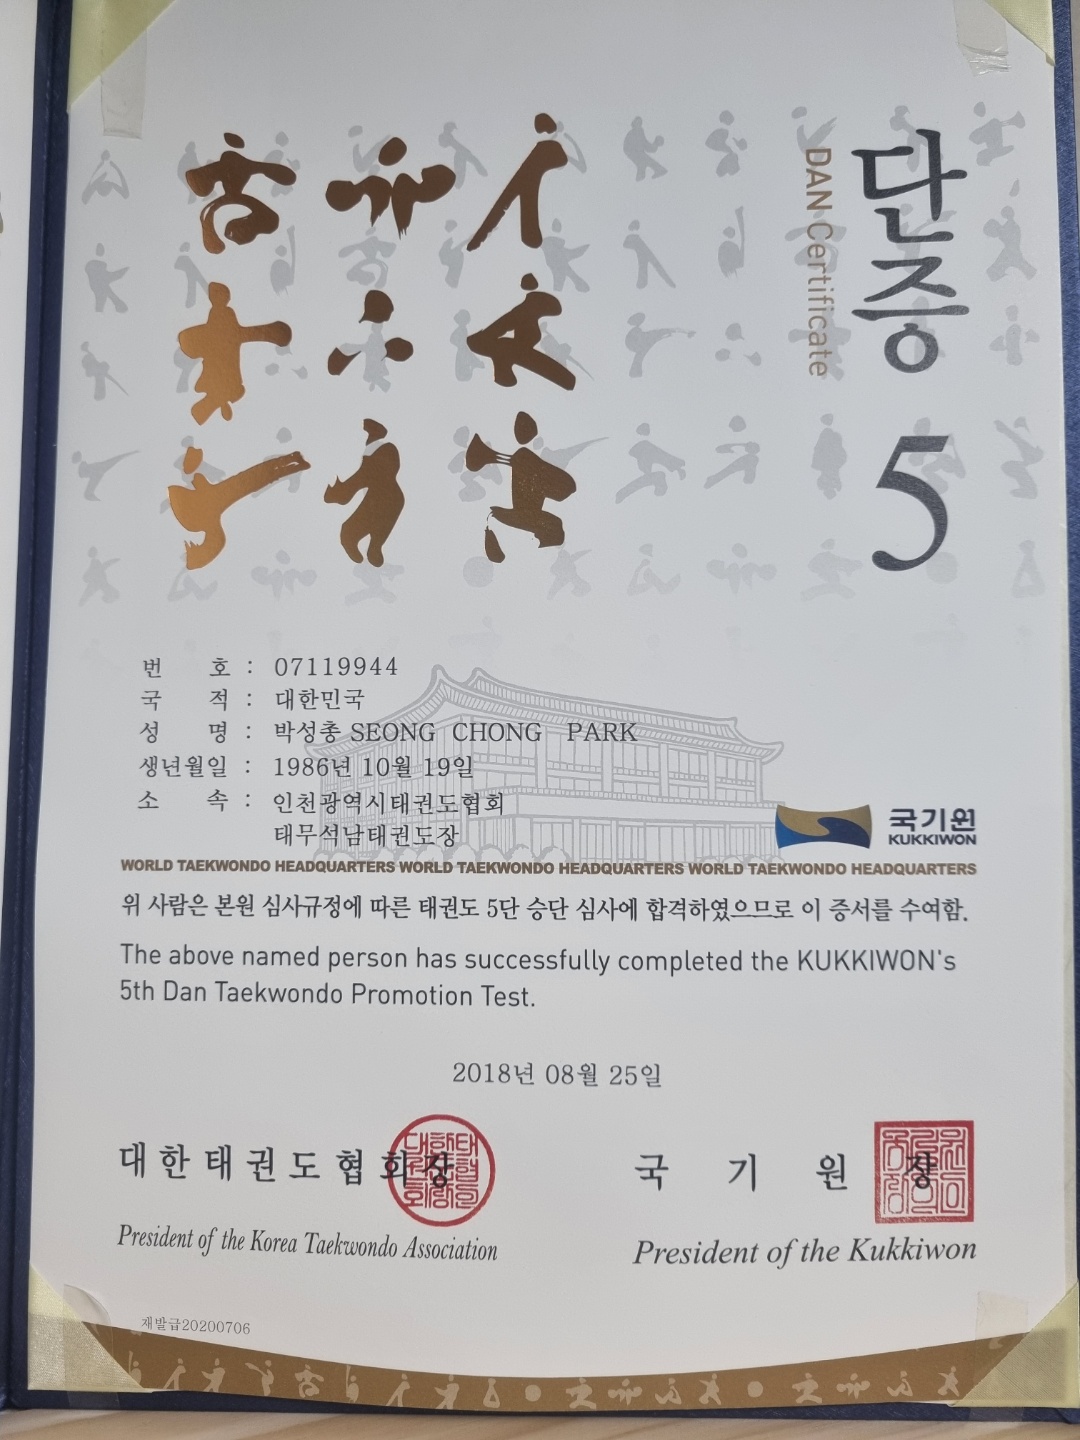 단증
DAN Certificate
5
번 호 : 07119944
국 적 : 대한민국
성 명 : 박성총 SEONG CHONG PARK
생년월일 : 1986년 10월 19일
소 속 : 인천광역시태권도협회
태무석남태권도장
국기원
KUKKIWON
WORLD TAEKWONDO HEADQUARTERS WORLD TAEKWONDO HEADQUARTERS WORLD TAEKWONDO HEADQUARTERS
위 사람은 본원 심사규정에 따른 태권도 5단 승단 심사에 합격하였으므로 이 증서를 수여함.
The above named person has successfully completed the KUKKIWON's
5th Dan Taekwondo Promotion Test.
2018년 08월 25일
대한태권도협회장
President of the Korea Taekwondo Association
국 기 원 장
President of the Kukkiwon
재발급20200706